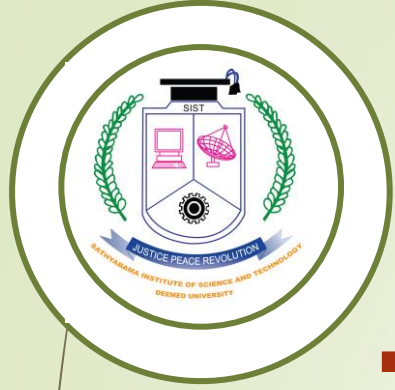 SIST
JUSTICE PEACE REVOLUTION
SATHYABAMA INSTITUTE OF SCIENCE AND TECHNOLOGY
DEEMED UNIVERSITY